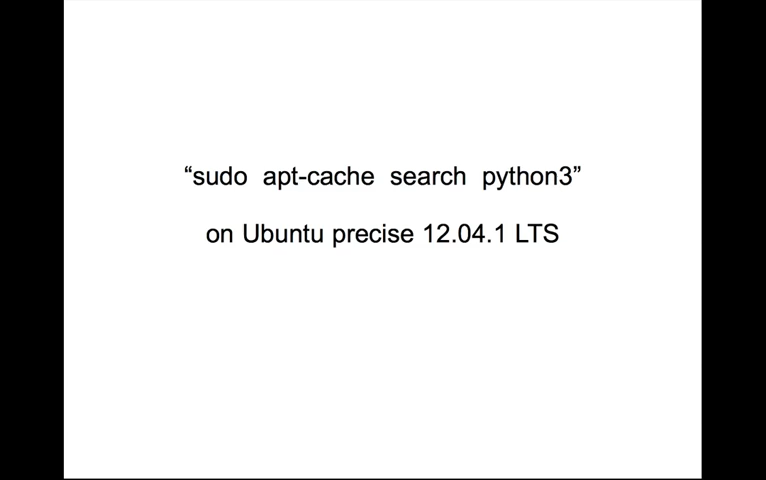 “sudo apt-cache search python3”
on Ubuntu precise 12.04.1 LTS